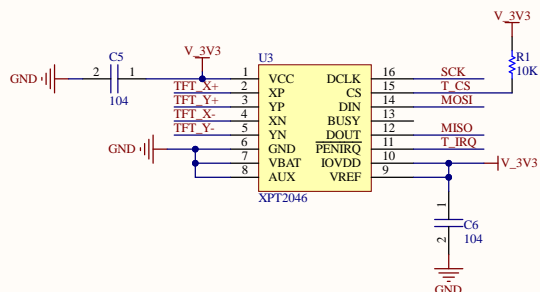 V_3V3
V_3V3
C5
U3
R1
10K
GND
2
1
104
1
VCC
DCLK
16
SCK
TFT_X+
2
XP
CS
15
T_CS
TFT_Y+
3
YP
DIN
14
MOSI
TFT_X-
4
XN
BUSY
13
TFT_Y-
5
YN
DOUT
12
MISO
GND
6
GND
PENIRQ
11
T_IRQ
7
VBAT
IOVDD
10
V_3V3
8
AUX
VREF
9
XPT2046
1
C6
2
104
GND